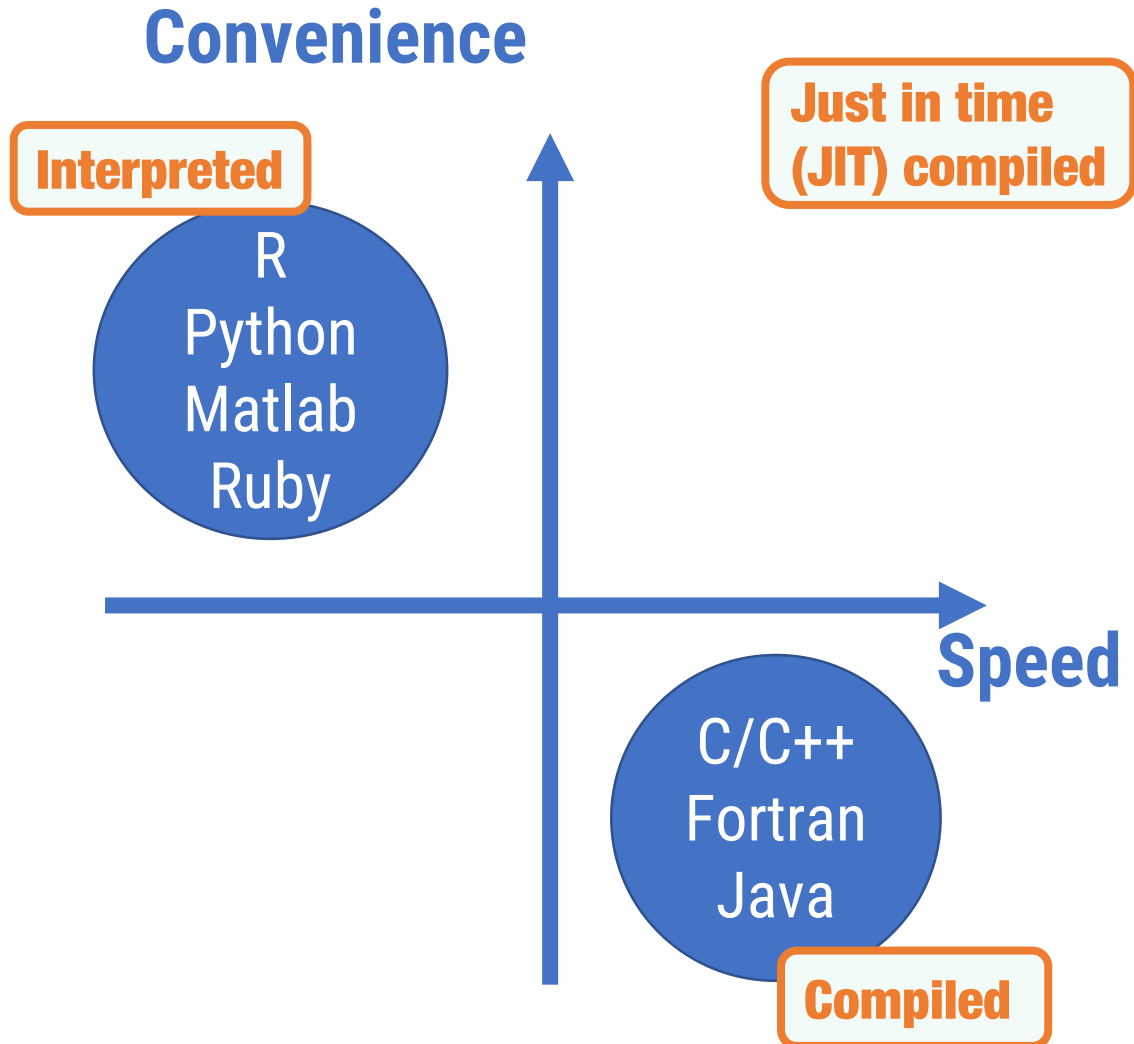 Convenience
Just in time
(JIT) compiled
Interpreted
R
Python
Matlab
Ruby
Speed
C/C++
Fortran
Java
Compiled